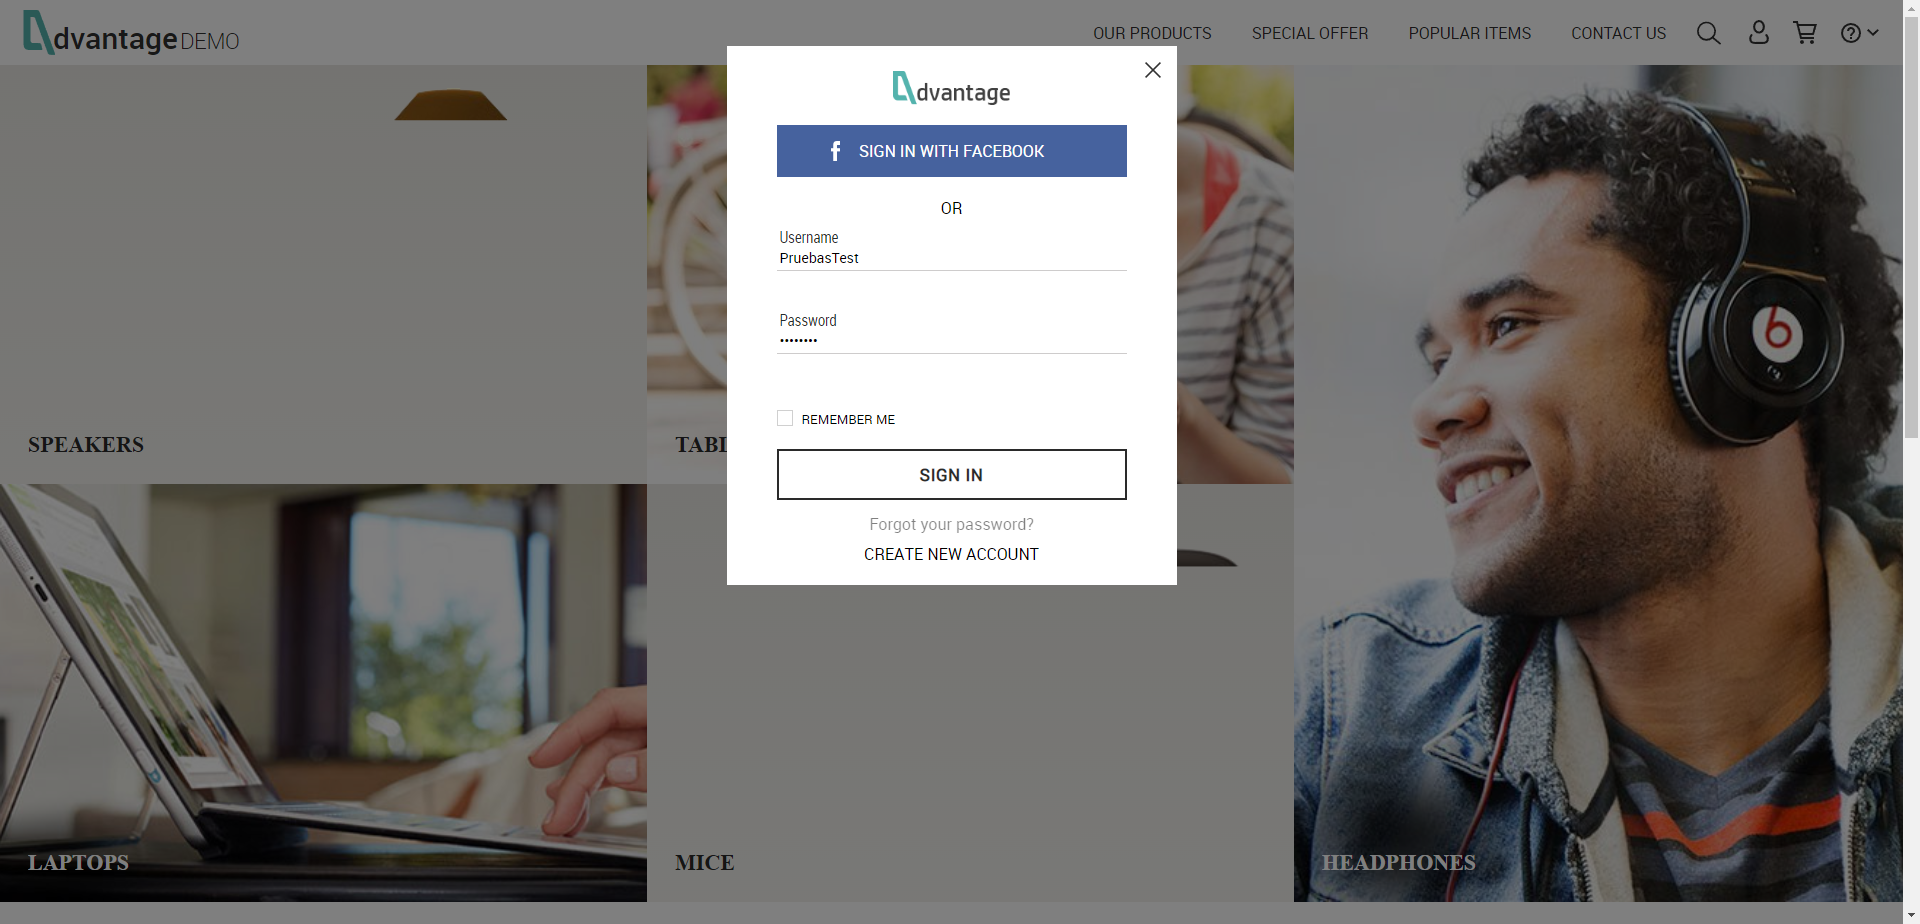 dvantage DEMO
OUR PRODUCTS
SPECIAL OFFER
POPULAR ITEMS
CONTACT US
dvantage
SIGN IN WITH FACEBOOK
OR
Username
PruebasTest
Password
••••••••
REMEMBER ME
SIGN IN
Forgot your password?
CREATE NEW ACCOUNT
SPEAKERS
TABL
LAPTOPS
MICE
HEADPHONES